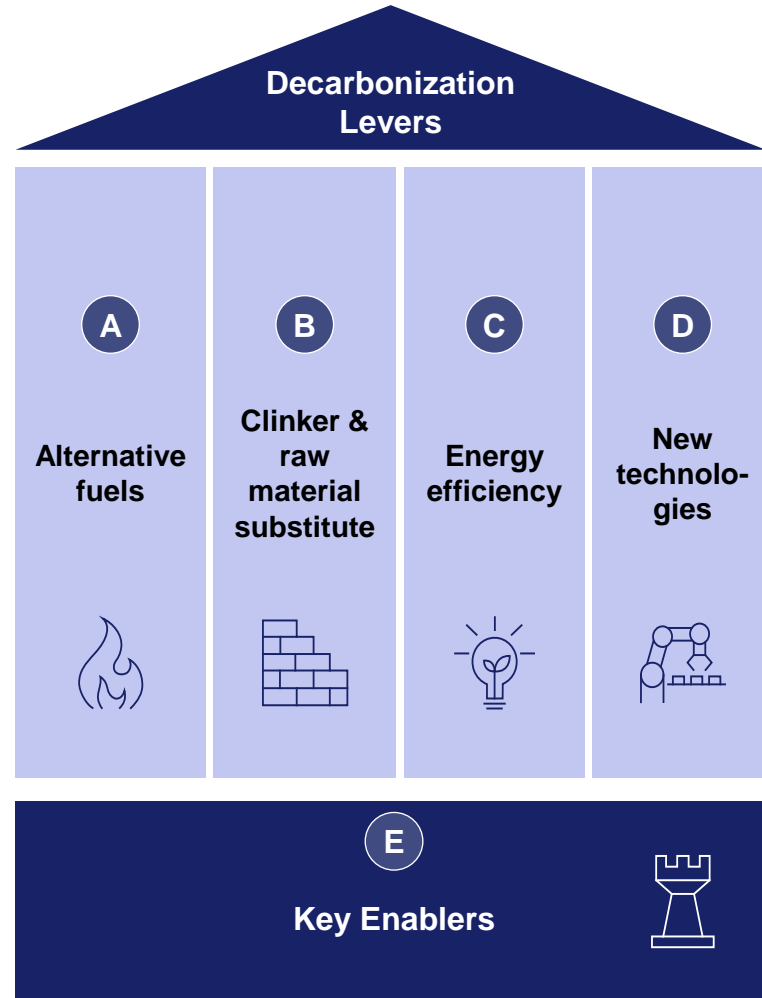 Decarbonization
Levers
A
Alternative
fuels
B
Clinker &
raw
material
substitute
C
Energy
efficiency
D
New
technolo-
gies
E
Key Enablers